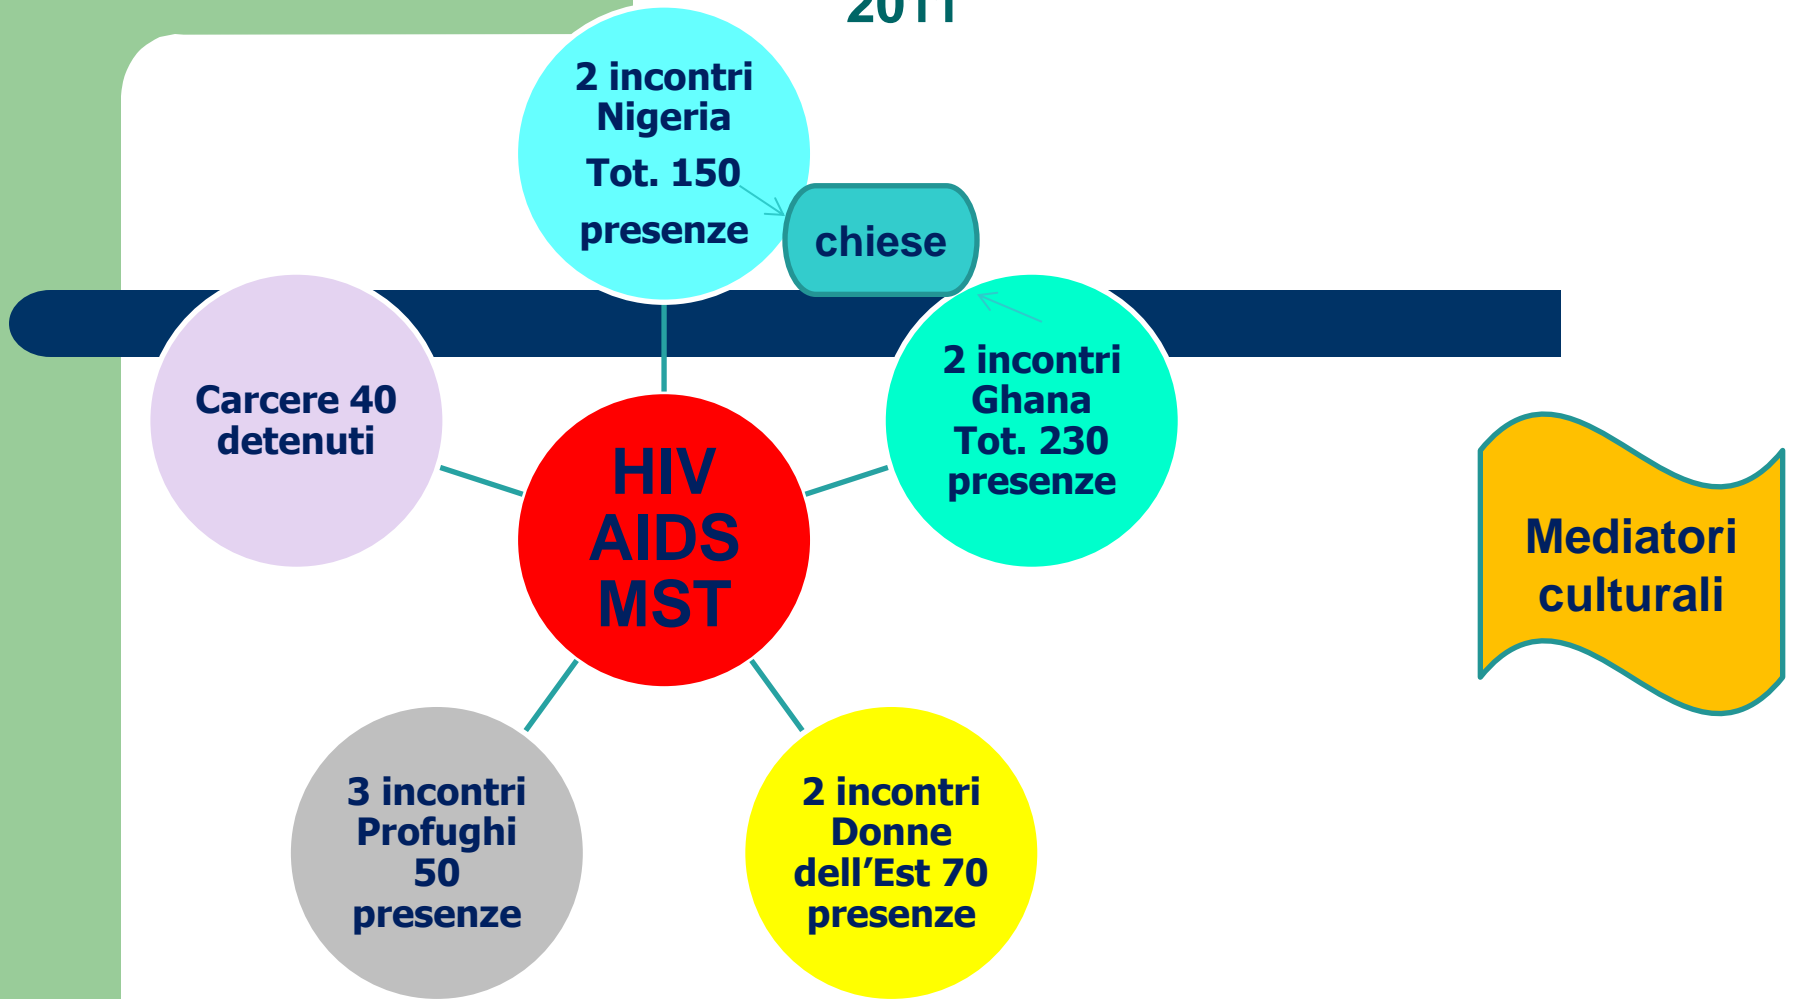 2011
2 incontri
Nigeria
Tot. 150
presenze
chiese
Carcere 40
detenuti
2 incontri
Ghana
Tot. 230
presenze
HIV
AIDS
MST
Mediatori
culturali
3 incontri
Profughi
50
presenze
2 incontri
Donne
dell’Est 70
presenze